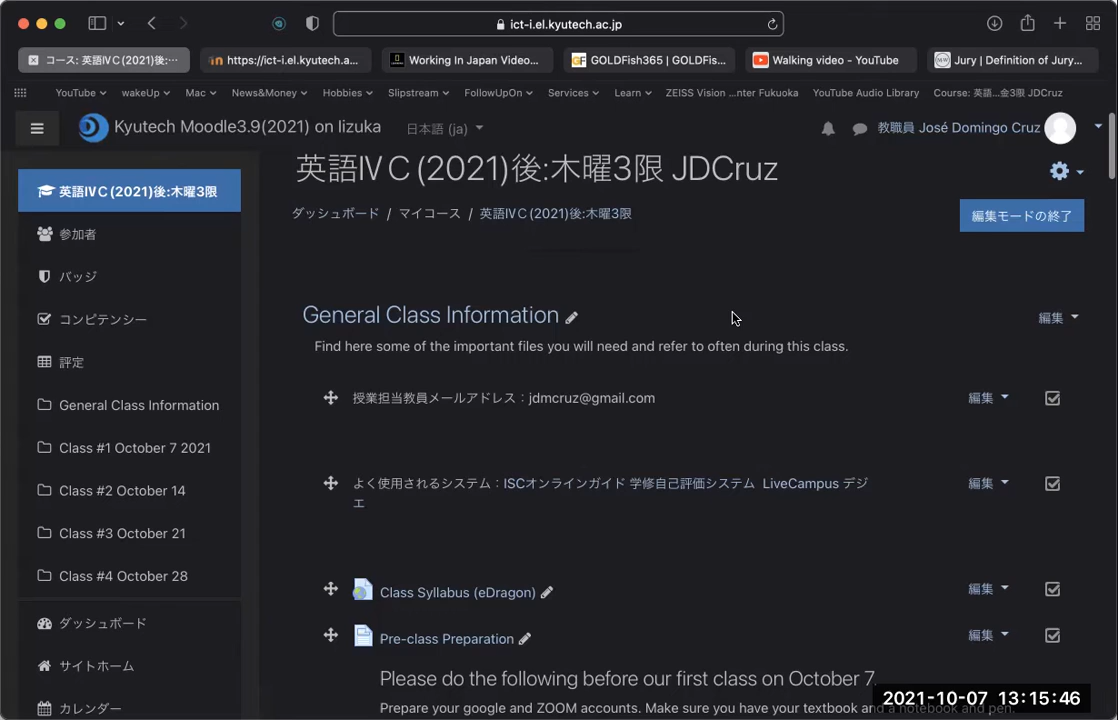 ict-i.el.kyutech.ac.jp
コース: 英語ⅣC(2021)後:…
https://ict-i.el.kyutech.a...
Working In Japan Video...
GOLDFish365 | GOLDFis...
Walking video - YouTube
Jury | Definition of Jury...
YouTube
wakeUp
Mac
News&Money
Hobbies
Slipstream
FollowUpOn
Services
Learn
ZEISS Vision ...nter Fukuoka
YouTube Audio Library
Course: 英語...金3限JDCruz
Kyutech Moodle3.9(2021) on Iizuka
日本語 (ja)
教職員 José Domingo Cruz
英語ⅣC(2021)後:木曜3限 JDCruz
ダッシュボード / マイコース / 英語ⅣC(2021)後:木曜3限
編集モードの終了
英語ⅣC(2021)後:木曜3限
参加者
バッジ
コンピテンシー
評定
General Class Information
Class #1 October 7 2021
Class #2 October 14
Class #3 October 21
Class #4 October 28
ダッシュボード
サイトホーム
カレンダー
General Class Information
編集
Find here some of the important files you will need and refer to often during this class.
授業担当教員メールアドレス：jdmcruz@gmail.com
編集
よく使用されるシステム：ISCオンラインガイド 学修自己評価システム LiveCampus デジ
エ
編集
Class Syllabus (eDragon)
編集
Pre-class Preparation
編集
Please do the following before our first class on October 7.
Prepare your google and ZOOM accounts. Make sure you have your textbook and a notebook and pen.
2021-10-07 13:15:46